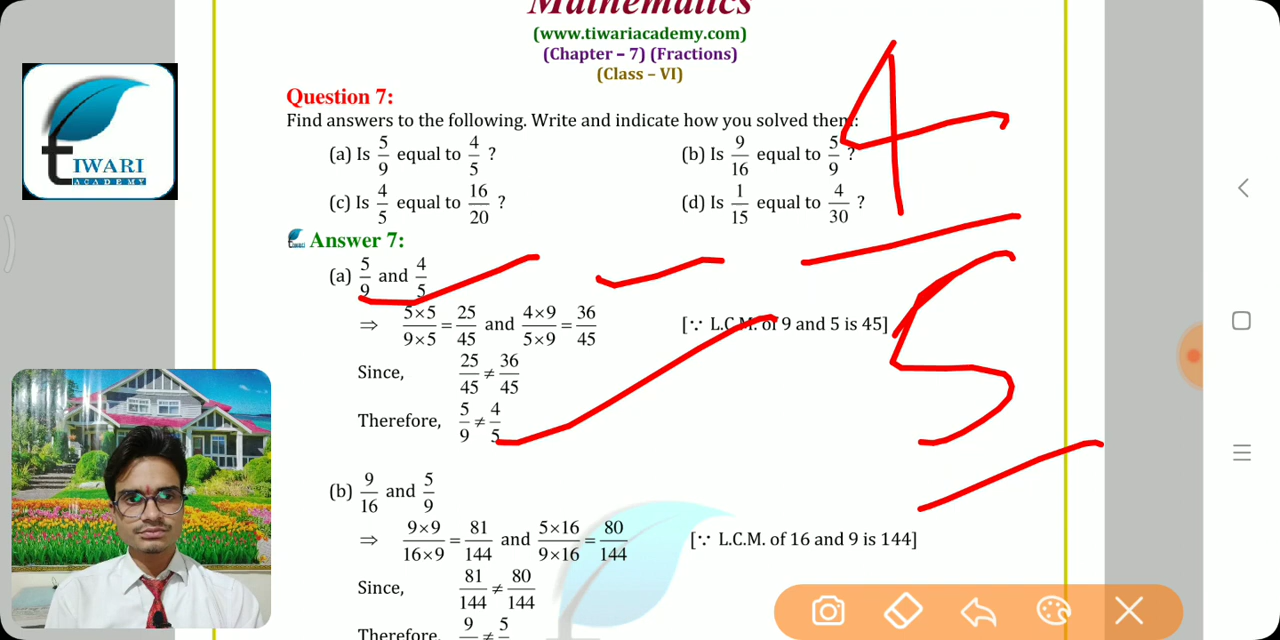 Mathematics
(www.tiwariacademy.com)
(Chapter – 7) (Fractions)
(Class – VI)
TIWARI
ACADEMY
Question 7:
Find answers to the following. Write and indicate how you solved them:
(a) Is 5/9 equal to 4/5 ? (b) Is 9/16 equal to 5/9 ?
(c) Is 4/5 equal to 16/20 ? (d) Is 1/15 equal to 4/30 ?
4
5
Answer 7:
(a) 5/9 and 4/5
⇒ 5×5/9×5 = 25/45 and 4×9/5×9 = 36/45 [∵ L.C.M. of 9 and 5 is 45]
Since, 25/45 ≠ 36/45
Therefore, 5/9 ≠ 4/5
(b) 9/16 and 5/9
⇒ 9×9/16×9 = 81/144 and 5×16/9×16 = 80/144 [∵ L.C.M. of 16 and 9 is 144]
Since, 81/144 ≠ 80/144
Therefore, 9 ≠ 5